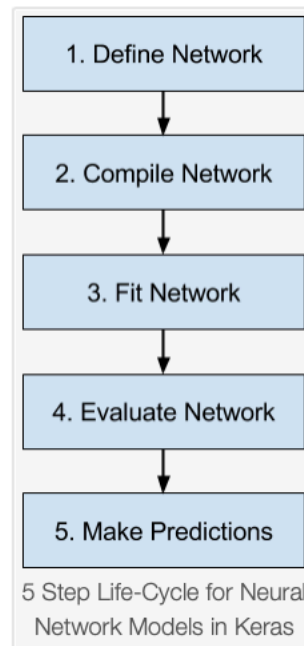 1. Define Network
2. Compile Network
3. Fit Network
4. Evaluate Network
5. Make Predictions
5 Step Life-Cycle for Neural
Network Models in Keras